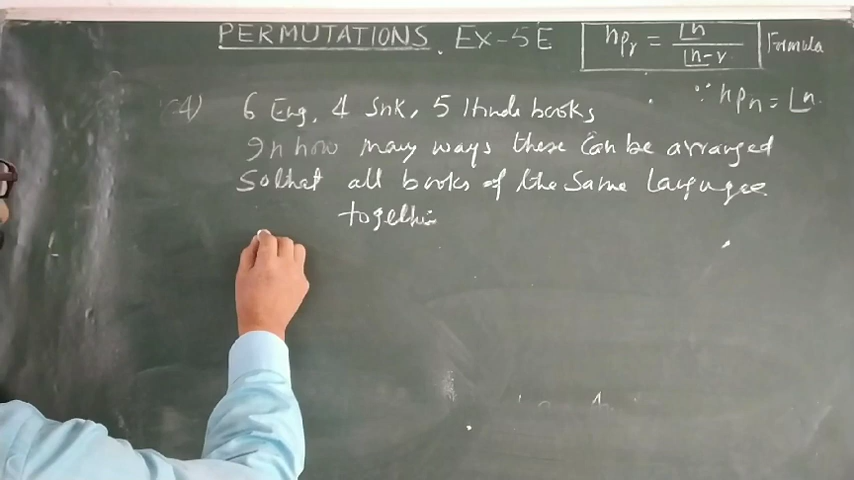 PERMUTATIONS. EX-5E
nPr = ⌊n / ⌊n-r Formula
∵ nPn = ⌊n.
4) 6 Eng, 4 Snk, 5 Hindi books
In how many ways these can be arranged
So that all books of the same language
together